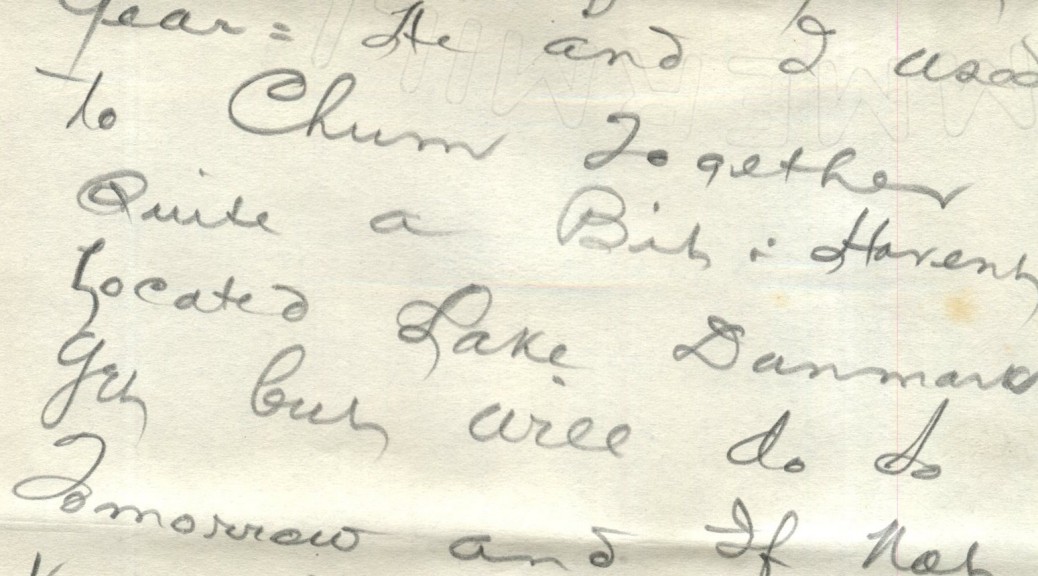 Year = He and I used
to Chum Together
Quite a Bit : Havent
Located Lake Danmark
Yet but will do so
Tomorrow and If Not